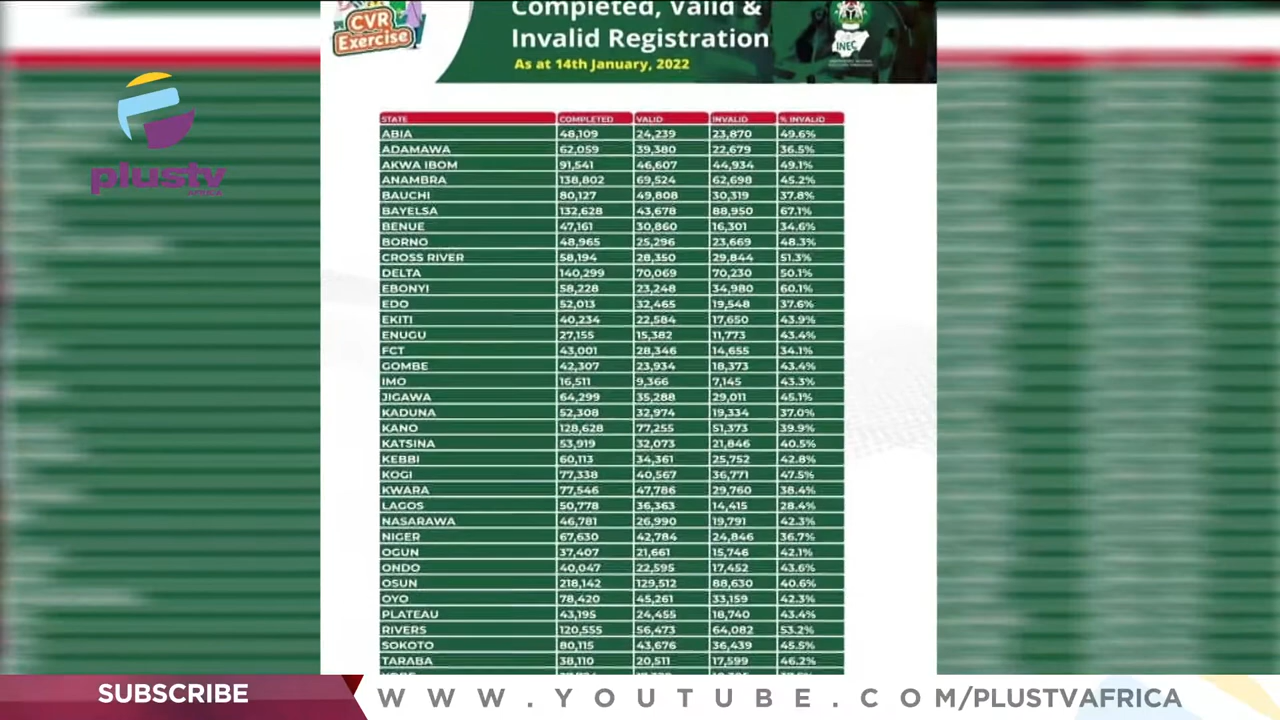 CVR
Exercise
Completed, Valid &
Invalid Registration
As at 14th January, 2022
INEC
plustv
AFRICA
STATE COMPLETED VALID INVALID % INVALID
ABIA 48,109 24,239 23,870 49.6%
ADAMAWA 62,059 39,380 22,679 36.5%
AKWA IBOM 91,541 46,607 44,934 49.1%
ANAMBRA 138,802 69,524 62,698 45.2%
BAUCHI 80,127 49,808 30,319 37.8%
BAYELSA 132,628 43,678 88,950 67.1%
BENUE 47,161 30,860 16,301 34.6%
BORNO 48,965 25,296 23,669 48.3%
CROSS RIVER 58,194 28,350 29,844 51.3%
DELTA 140,299 70,069 70,230 50.1%
EBONYI 58,228 23,248 34,980 60.1%
EDO 52,013 32,465 19,548 37.6%
EKITI 40,234 22,584 17,650 43.9%
ENUGU 27,155 15,382 11,773 43.4%
FCT 43,001 28,346 14,655 34.1%
GOMBE 42,307 23,934 18,373 43.4%
IMO 16,511 9,366 7,145 43.3%
JIGAWA 64,299 35,288 29,011 45.1%
KADUNA 52,308 32,974 19,334 37.0%
KANO 128,628 77,255 51,373 39.9%
KATSINA 53,919 32,073 21,846 40.5%
KEBBI 60,113 34,361 25,752 42.8%
KOGI 77,338 40,567 36,771 47.5%
KWARA 77,546 47,786 29,760 38.4%
LAGOS 50,778 36,363 14,415 28.4%
NASARAWA 46,781 26,990 19,791 42.3%
NIGER 67,630 42,784 24,846 36.7%
OGUN 37,407 21,661 15,746 42.1%
ONDO 40,047 22,595 17,452 43.6%
OSUN 218,142 129,512 88,630 40.6%
OYO 78,420 45,261 33,159 42.3%
PLATEAU 43,195 24,455 18,740 43.4%
RIVERS 120,555 56,473 64,082 53.2%
SOKOTO 80,115 43,676 36,439 45.5%
TARABA 38,110 20,511 17,599 46.2%
SUBSCRIBE WWW.YOUTUBE.COM/PLUSTVAFRICA